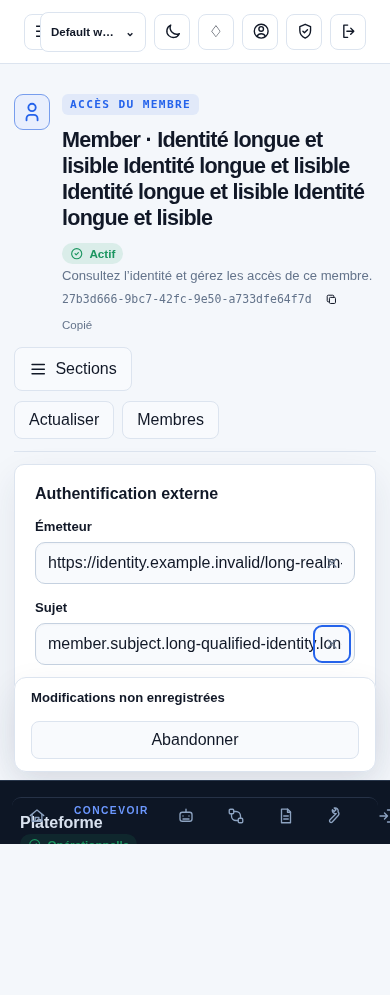 Default w…
ACCÈS DU MEMBRE
Member · Identité longue et
lisible Identité longue et lisible
Identité longue et lisible Identité
longue et lisible
Actif
Consultez l’identité et gérez les accès de ce membre.
27b3d666-9bc7-42fc-9e50-a733dfe64f7d
Copié
Sections
Actualiser
Membres
Authentification externe
Émetteur
https://identity.example.invalid/long-realm-
Sujet
member.subject.long-qualified-identity.lon
Modifications non enregistrées
Abandonner
CONCEVOIR
Plateforme
Opérationnelle